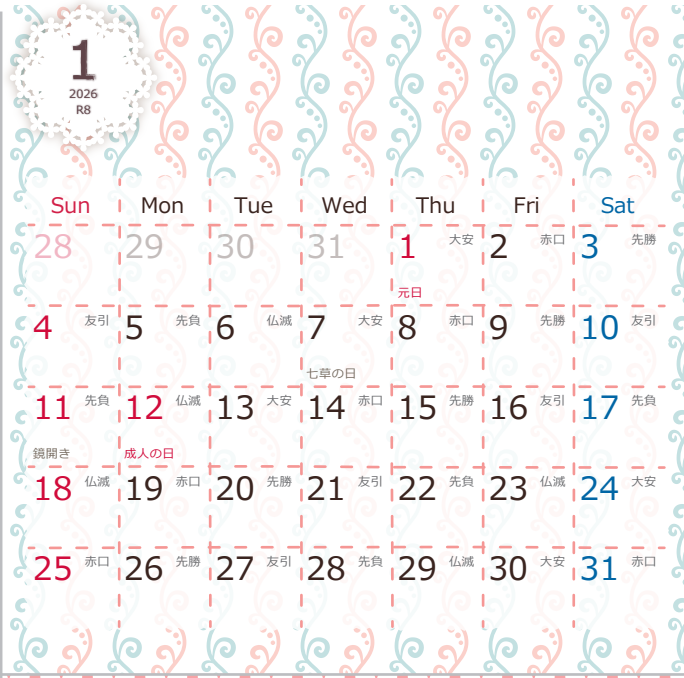 1
2026
R8
Sun Mon Tue Wed Thu Fri Sat
28 29 30 31 1 大安 2 赤口 3 先勝
元日
4 友引 5 先負 6 仏滅 7 大安 8 赤口 9 先勝 10 友引
七草の日
11 先負 12 仏滅 13 大安 14 赤口 15 先勝 16 友引 17 先負
鏡開き 成人の日
18 仏滅 19 赤口 20 先勝 21 友引 22 先負 23 仏滅 24 大安
25 赤口 26 先勝 27 友引 28 先負 29 仏滅 30 大安 31 赤口